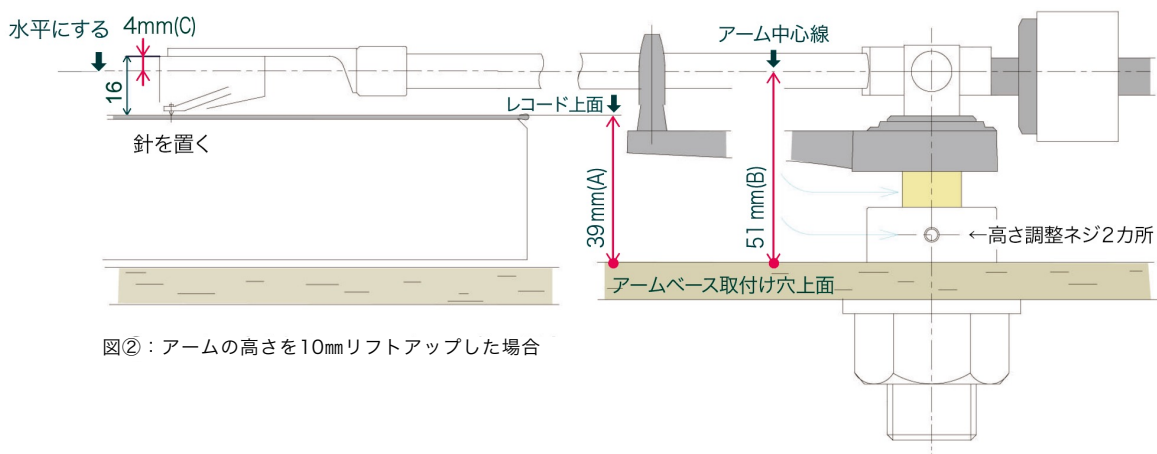 水平にする
4mm(C)
アーム中心線
16
レコード上面
針を置く
39mm(A)
51mm(B)
←高さ調整ネジ2カ所
アームベース取付け穴上面
図②:アームの高さを10㎜リフトアップした場合